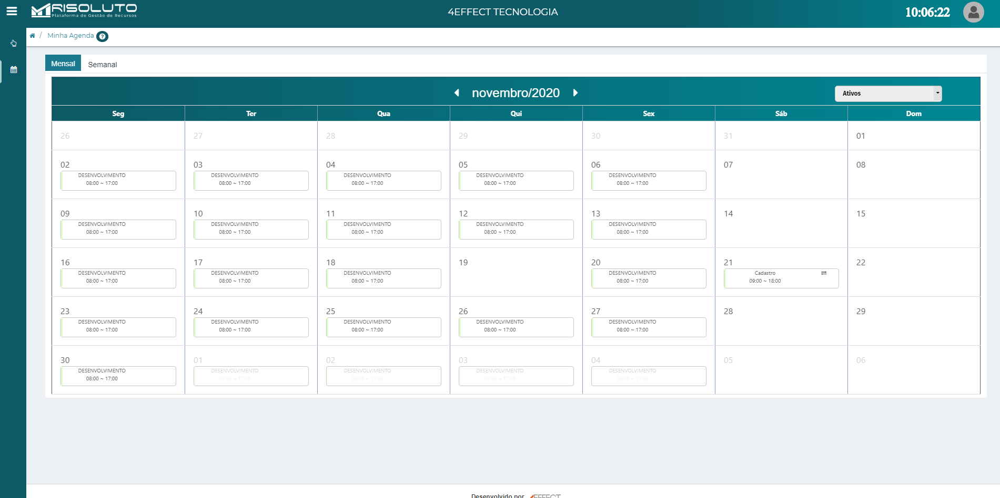 RISOLUTO
Plataforma de Gestão de Recursos
4EFFECT TECNOLOGIA
10:06:22
/ Minha Agenda ?
Mensal Semanal
novembro/2020
Ativos
Seg Ter Qua Qui Sex Sáb Dom
26 27 28 29 30 31 01
02 03 04 05 06 07 08
DESENVOLVIMENTO DESENVOLVIMENTO DESENVOLVIMENTO DESENVOLVIMENTO DESENVOLVIMENTO
08:00 ~ 17:00 08:00 ~ 17:00 08:00 ~ 17:00 08:00 ~ 17:00 08:00 ~ 17:00
09 10 11 12 13 14 15
DESENVOLVIMENTO DESENVOLVIMENTO DESENVOLVIMENTO DESENVOLVIMENTO DESENVOLVIMENTO
08:00 ~ 17:00 08:00 ~ 17:00 08:00 ~ 17:00 08:00 ~ 17:00 08:00 ~ 17:00
16 17 18 19 20 21 22
DESENVOLVIMENTO DESENVOLVIMENTO DESENVOLVIMENTO DESENVOLVIMENTO Cadastro
08:00 ~ 17:00 08:00 ~ 17:00 08:00 ~ 17:00 08:00 ~ 17:00 09:00 ~ 18:00
23 24 25 26 27 28 29
DESENVOLVIMENTO DESENVOLVIMENTO DESENVOLVIMENTO DESENVOLVIMENTO DESENVOLVIMENTO
08:00 ~ 17:00 08:00 ~ 17:00 08:00 ~ 17:00 08:00 ~ 17:00 08:00 ~ 17:00
30 01 02 03 04 05 06
DESENVOLVIMENTO DESENVOLVIMENTO DESENVOLVIMENTO DESENVOLVIMENTO DESENVOLVIMENTO
08:00 ~ 17:00 08:00 ~ 17:00 08:00 ~ 17:00 08:00 ~ 17:00 08:00 ~ 17:00
Desenvolvido por 4EFFECT